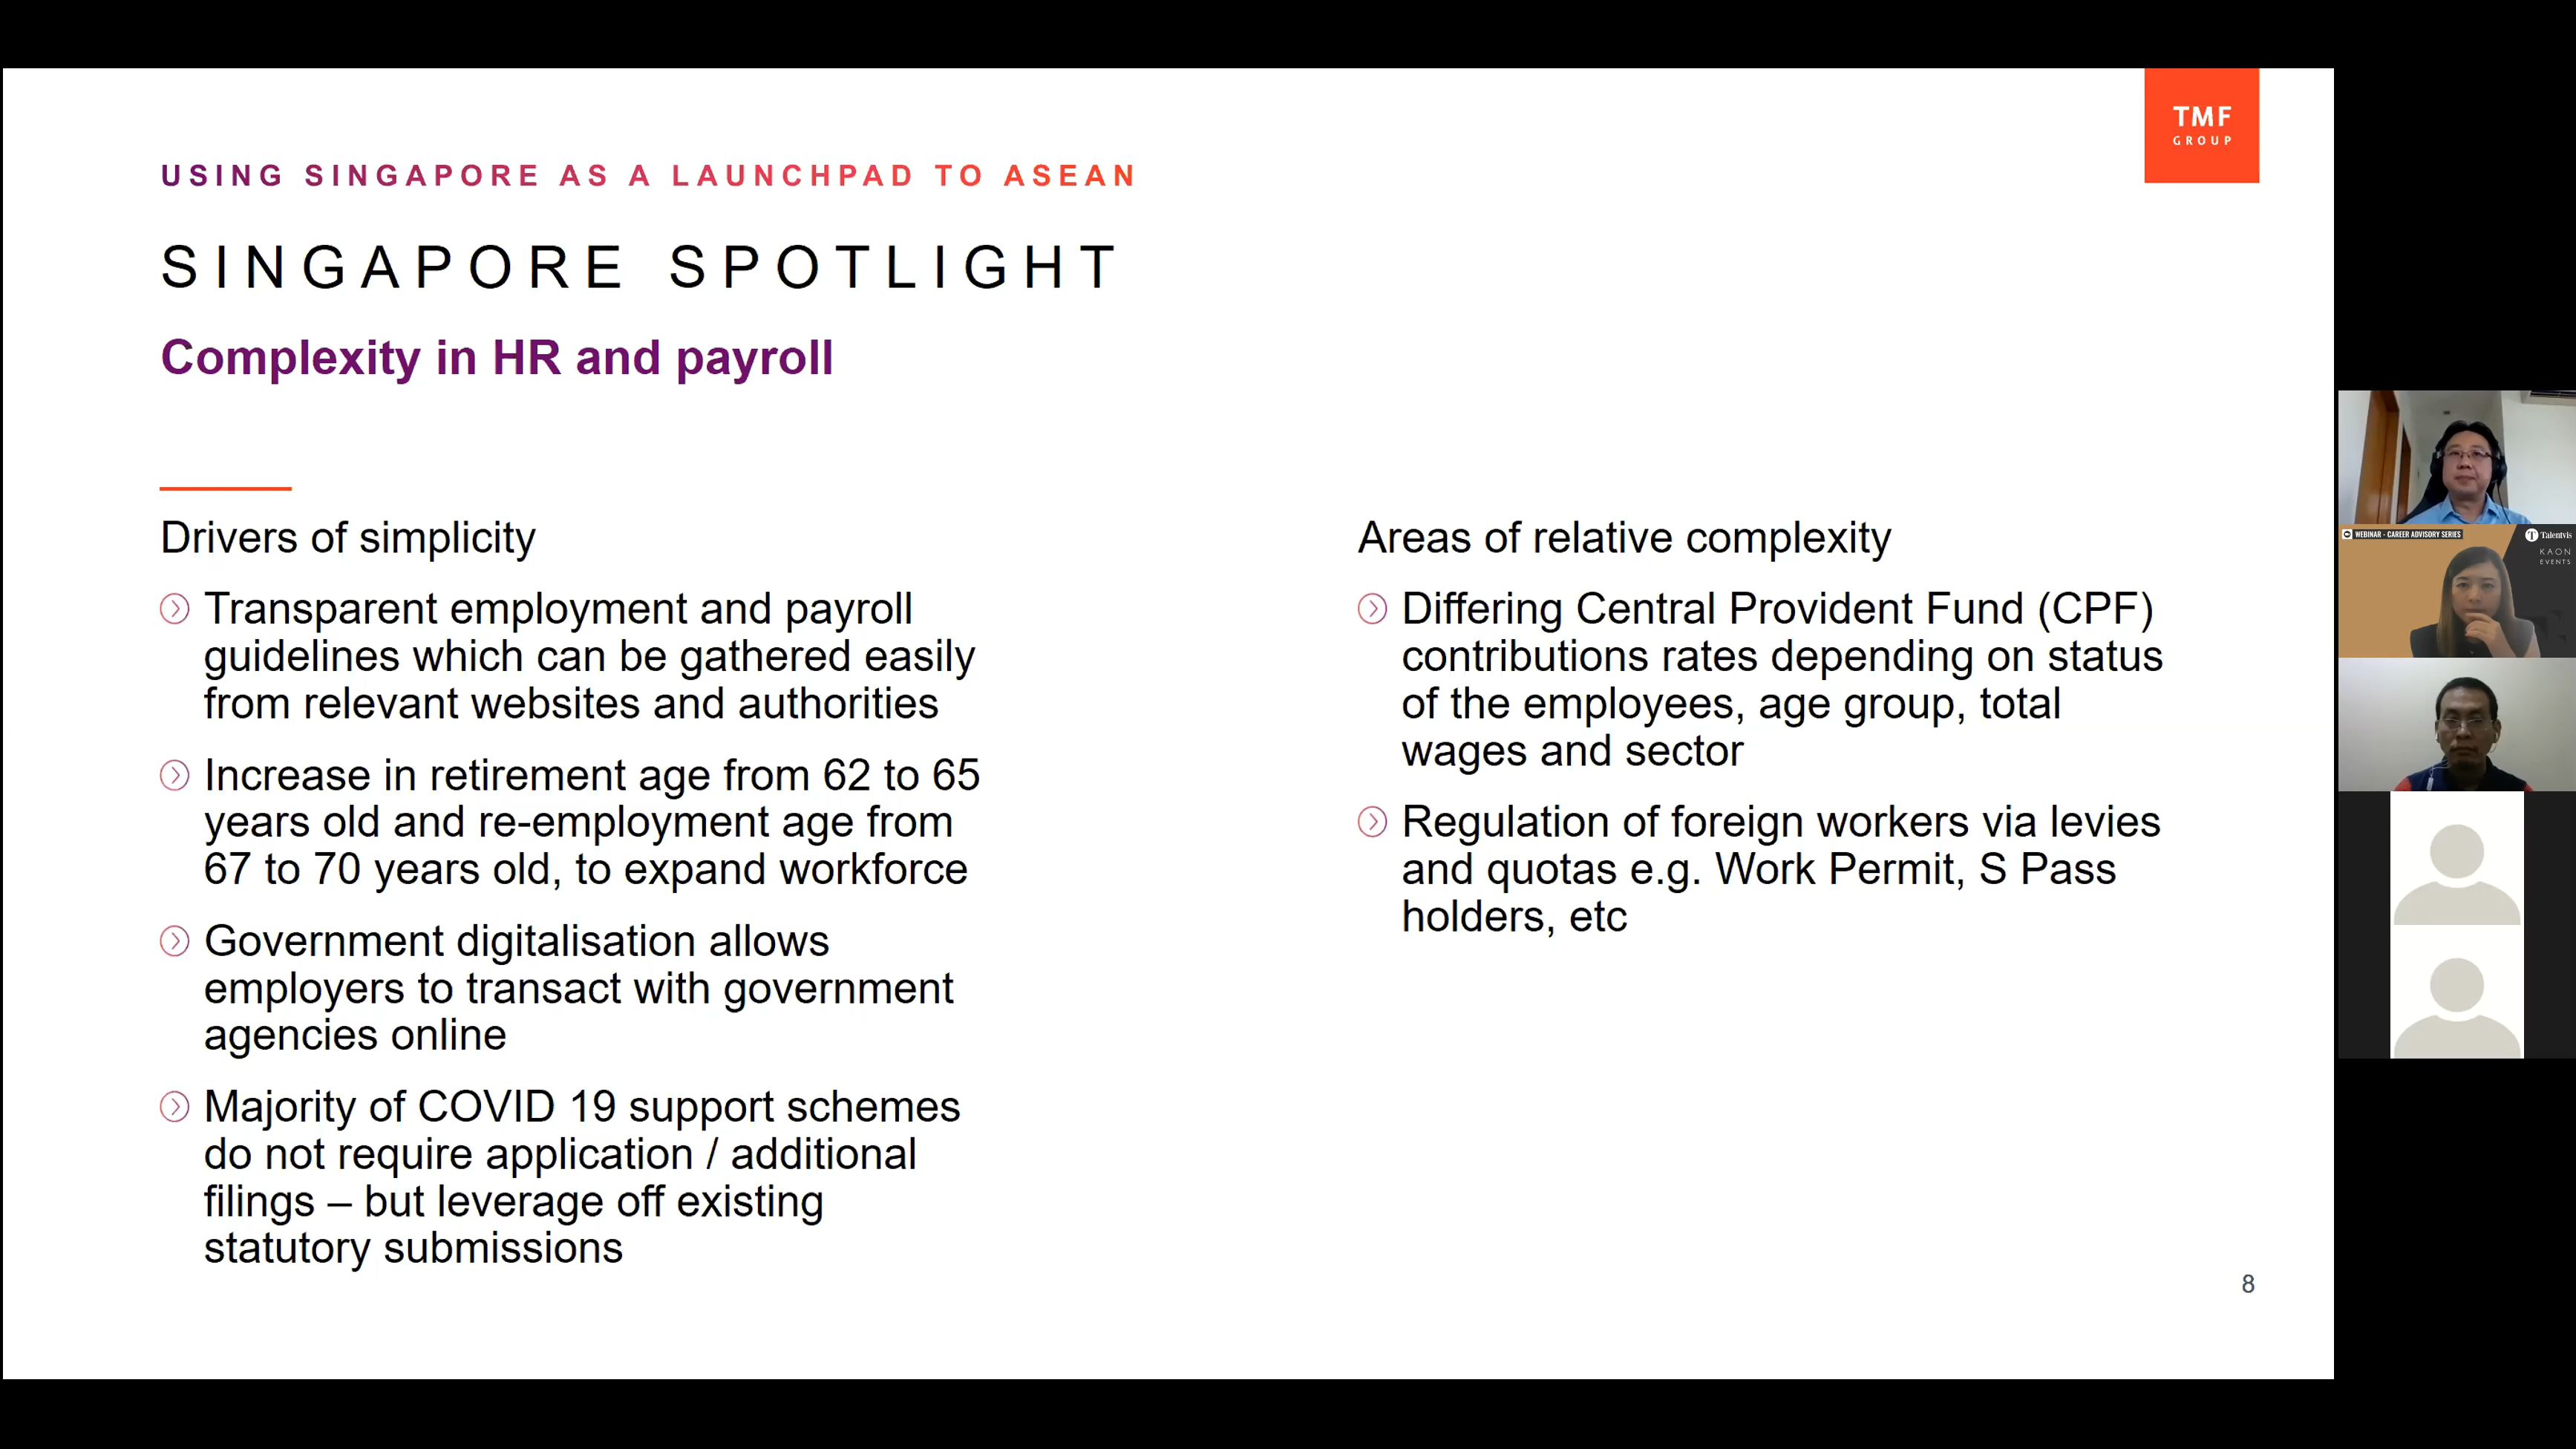 TMF
GROUP
USING SINGAPORE AS A LAUNCHPAD TO ASEAN
SINGAPORE SPOTLIGHT
Complexity in HR and payroll
Drivers of simplicity
Transparent employment and payroll
guidelines which can be gathered easily
from relevant websites and authorities
Increase in retirement age from 62 to 65
years old and re-employment age from
67 to 70 years old, to expand workforce
Government digitalisation allows
employers to transact with government
agencies online
Majority of COVID 19 support schemes
do not require application / additional
filings – but leverage off existing
statutory submissions
Areas of relative complexity
Differing Central Provident Fund (CPF)
contributions rates depending on status
of the employees, age group, total
wages and sector
Regulation of foreign workers via levies
and quotas e.g. Work Permit, S Pass
holders, etc
8
WEBINAR - CAREER ADVISORY SERIES
T Talentvis
KAON
EVENTS